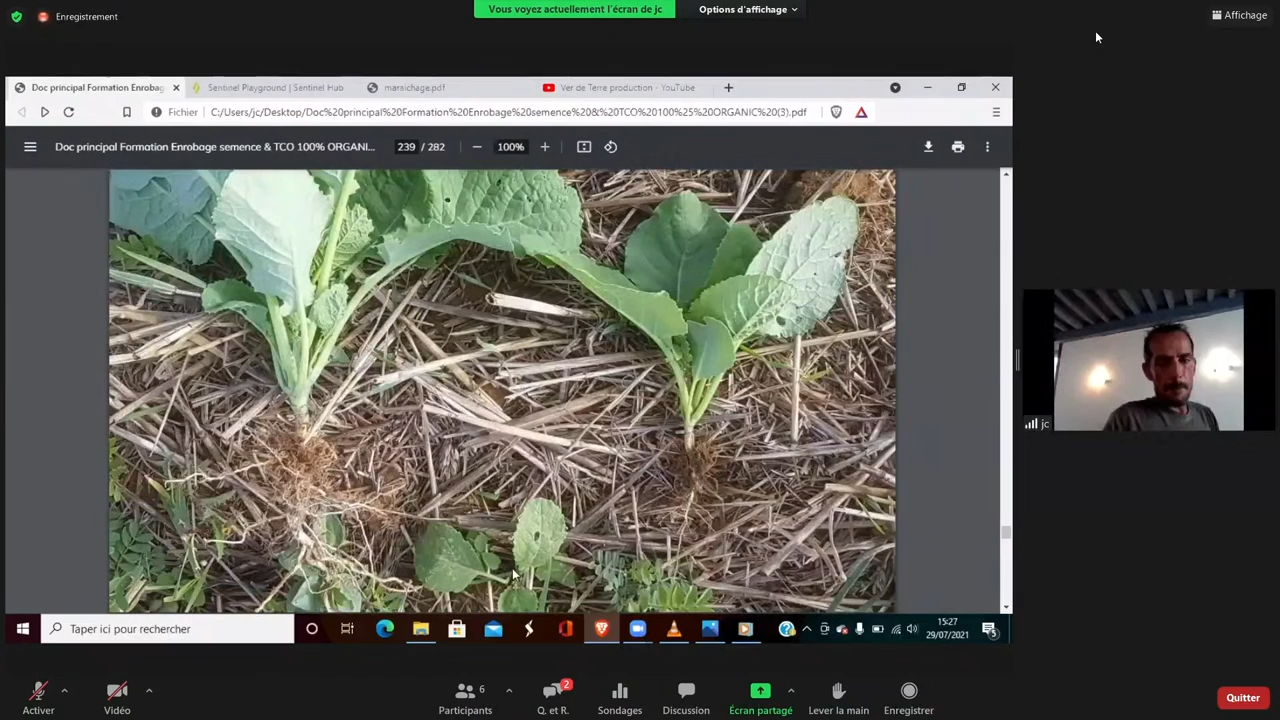 Vous voyez actuellement l'écran de jc
Options d'affichage
Enregistrement
Affichage
Doc principal Formation Enrobag
Sentinel Playground | Sentinel Hub
maraichage.pdf
Ver de Terre production - YouTube
Fichier
C:/Users/jc/Desktop/Doc%20principal%20Formation%20Enrobage%20semence%20&%20TCO%20100%25%20ORGANIC%20(3).pdf
Doc principal Formation Enrobage semence & TCO 100% ORGANI...
239 / 282
100%
jc
Taper ici pour rechercher
15:27
29/07/2021
5
Activer
Vidéo
6
Participants
2
Q. et R.
Sondages
Discussion
Écran partagé
Lever la main
Enregistrer
Quitter